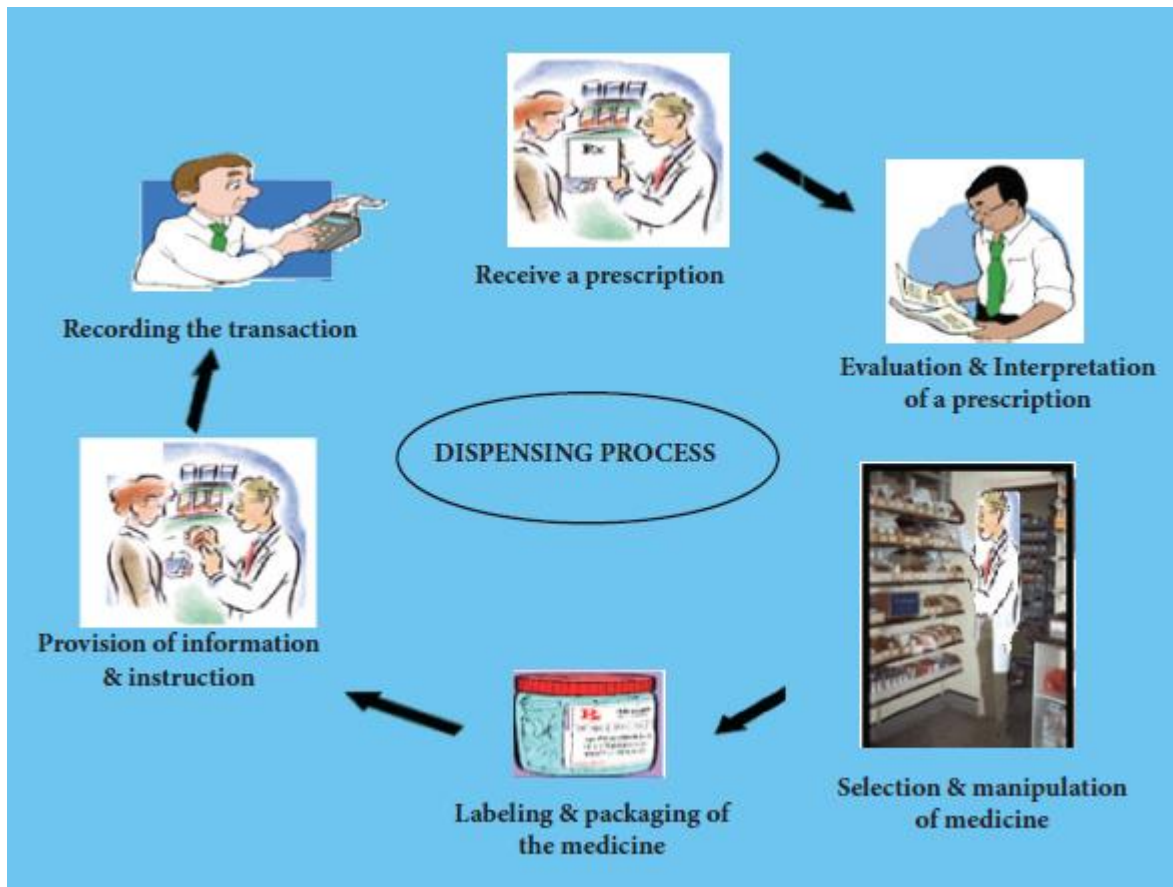 Rx
Receive a prescription
Evaluation & Interpretation
of a prescription
Selection & manipulation
of medicine
Labeling & packaging of
the medicine
Provision of information
& instruction
Recording the transaction
DISPENSING PROCESS